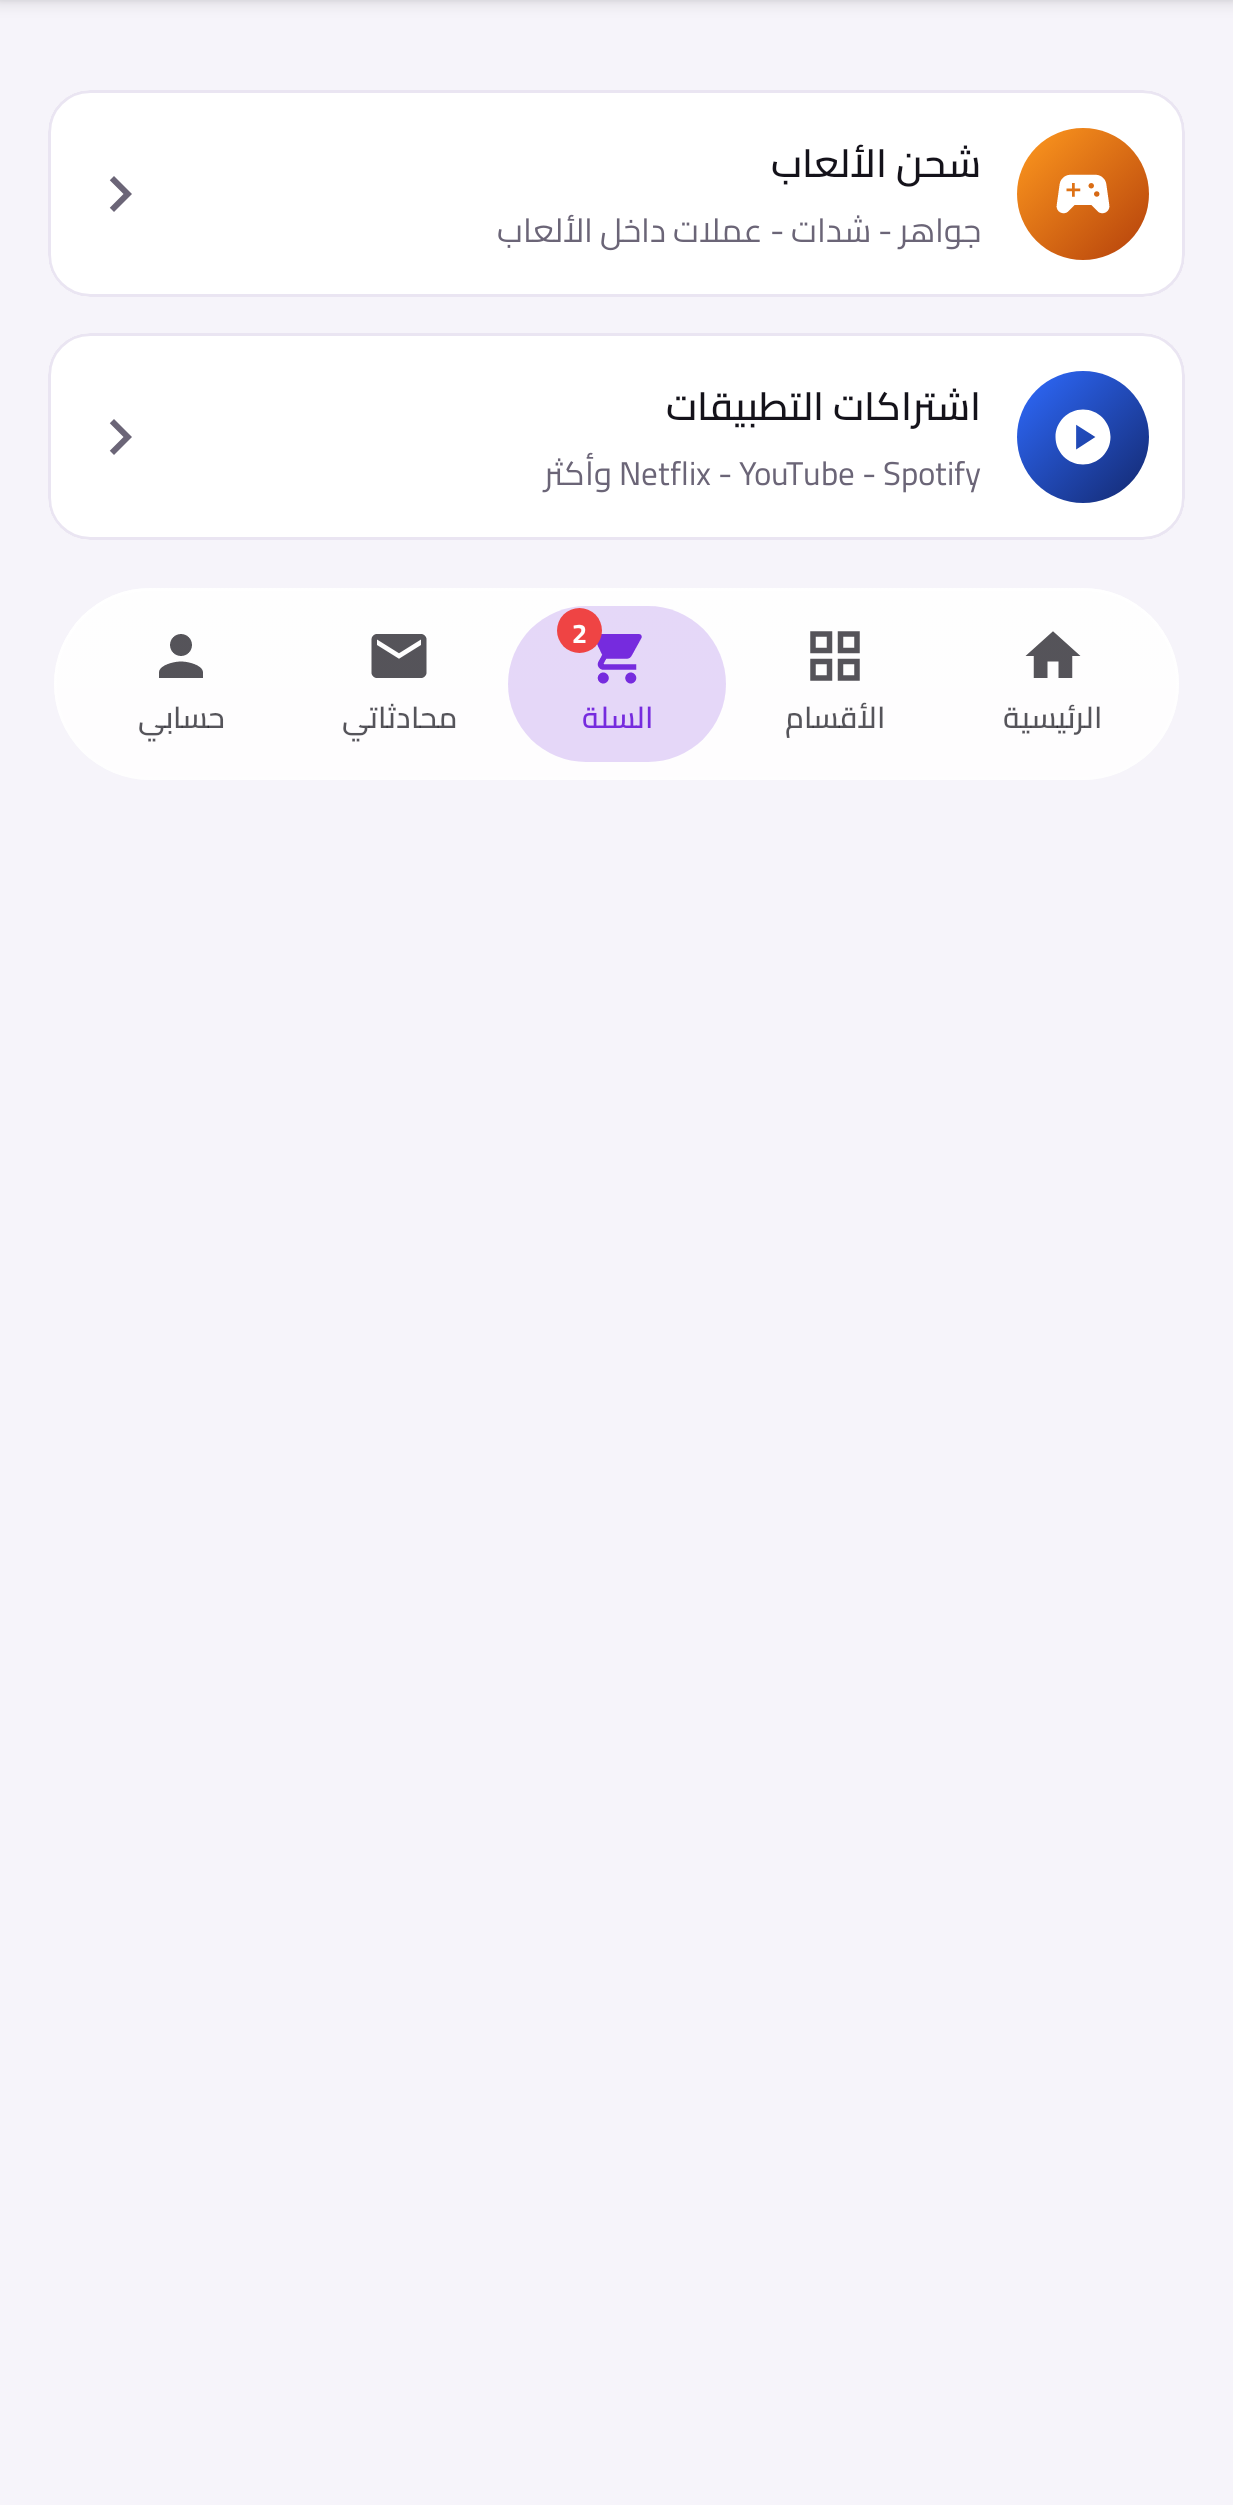 شحن الألعاب
جواهر - شدات - عملات داخل الألعاب
اشتراكات التطبيقات
Netflix - YouTube - Spotify وأكثر
2
الرئيسية
الأقسام
السلة
محادثاتي
حسابي